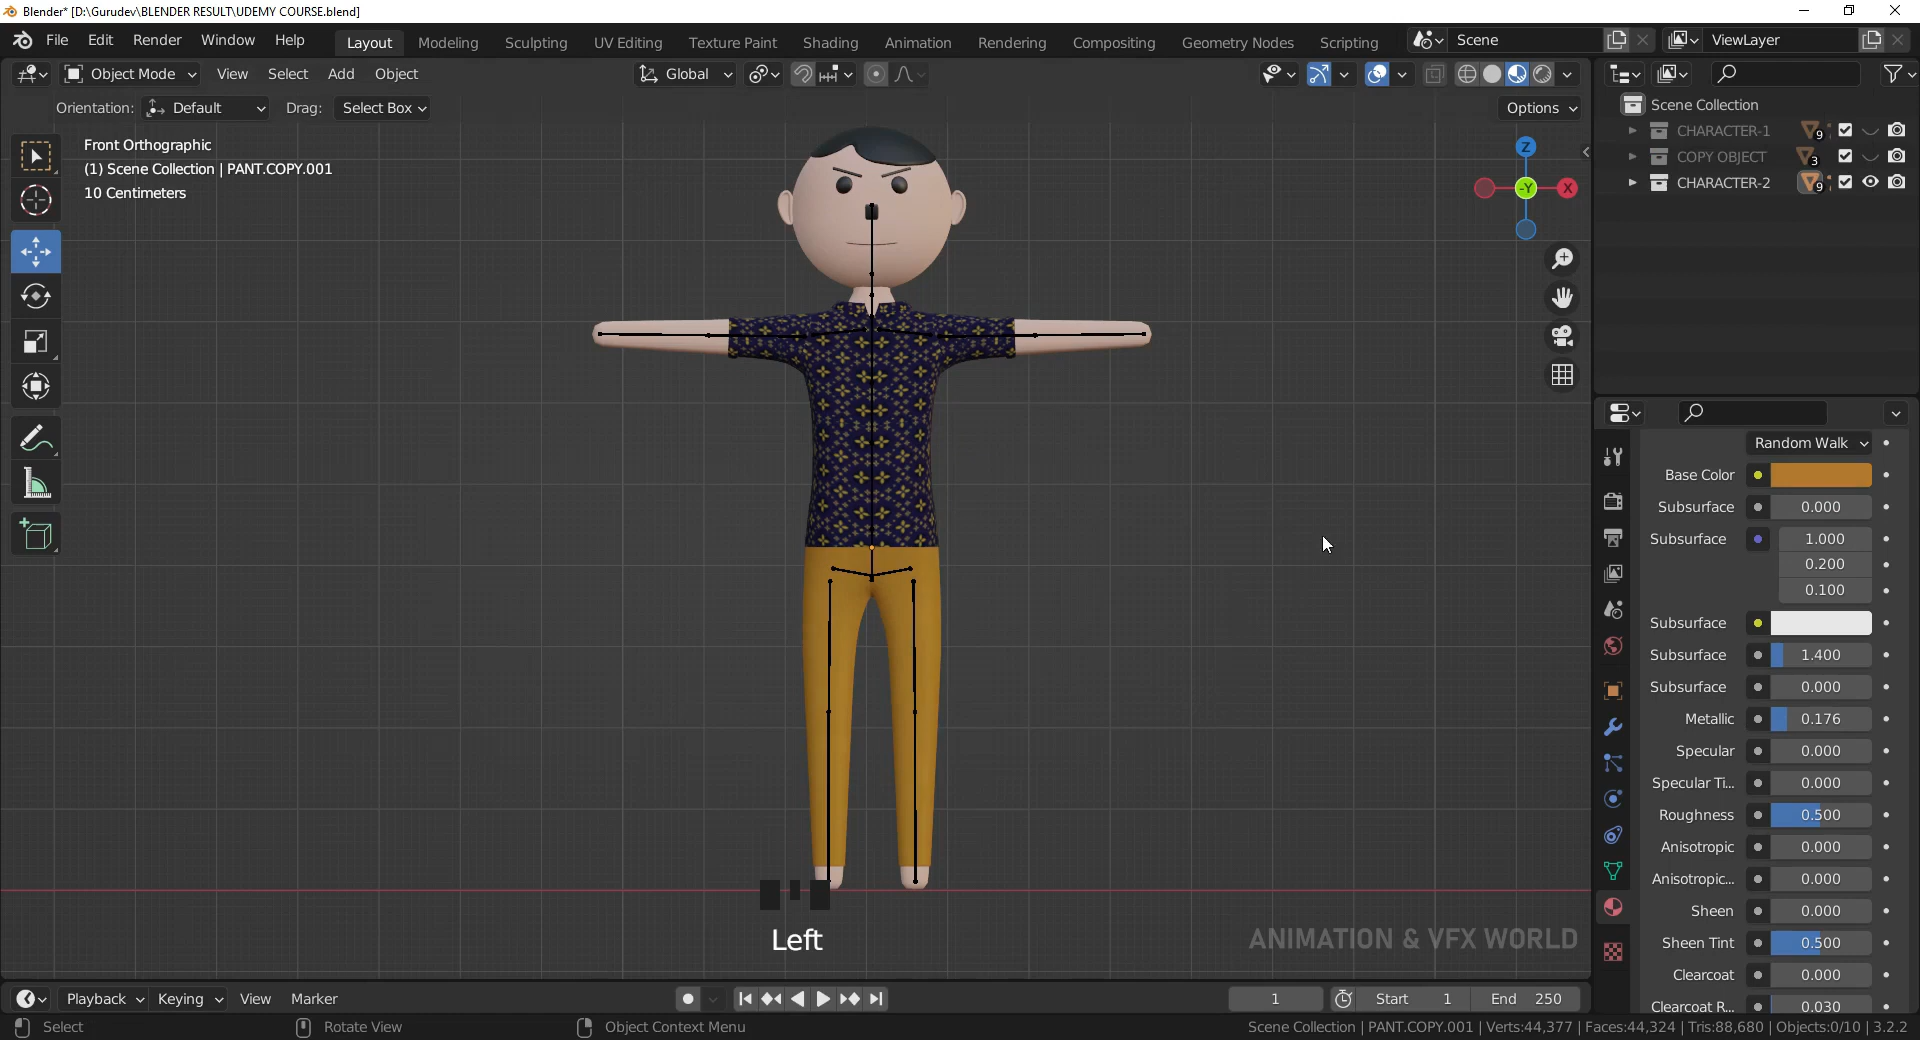 Blender* [D:\Gurudev\BLENDER RESULT\UDEMY COURSE.blend]
File Edit Render Window Help Layout Modeling Sculpting UV Editing Texture Paint Shading Animation Rendering Compositing Geometry Nodes Scripting Scene ViewLayer
Object Mode View Select Add Object Global
Orientation: Default Drag: Select Box Options
Front Orthographic
(1) Scene Collection | PANT.COPY.001
10 Centimeters
Z
-Y X
Scene Collection
CHARACTER-1 9
COPY OBJECT 3
CHARACTER-2 9
Random Walk
Base Color
Subsurface 0.000
Subsurface 1.000
0.200
0.100
Subsurface
Subsurface 1.400
Subsurface 0.000
Metallic 0.176
Specular 0.000
Specular Ti... 0.000
Roughness 0.500
Anisotropic 0.000
Anisotropic... 0.000
Sheen 0.000
Sheen Tint 0.500
Clearcoat 0.000
Clearcoat R... 0.030
Left
ANIMATION & VFX WORLD
Playback Keying View Marker 1 Start 1 End 250
Select Rotate View Object Context Menu Scene Collection | PANT.COPY.001 | Verts:44,377 | Faces:44,324 | Tris:88,680 | Objects:0/10 | 3.2.2